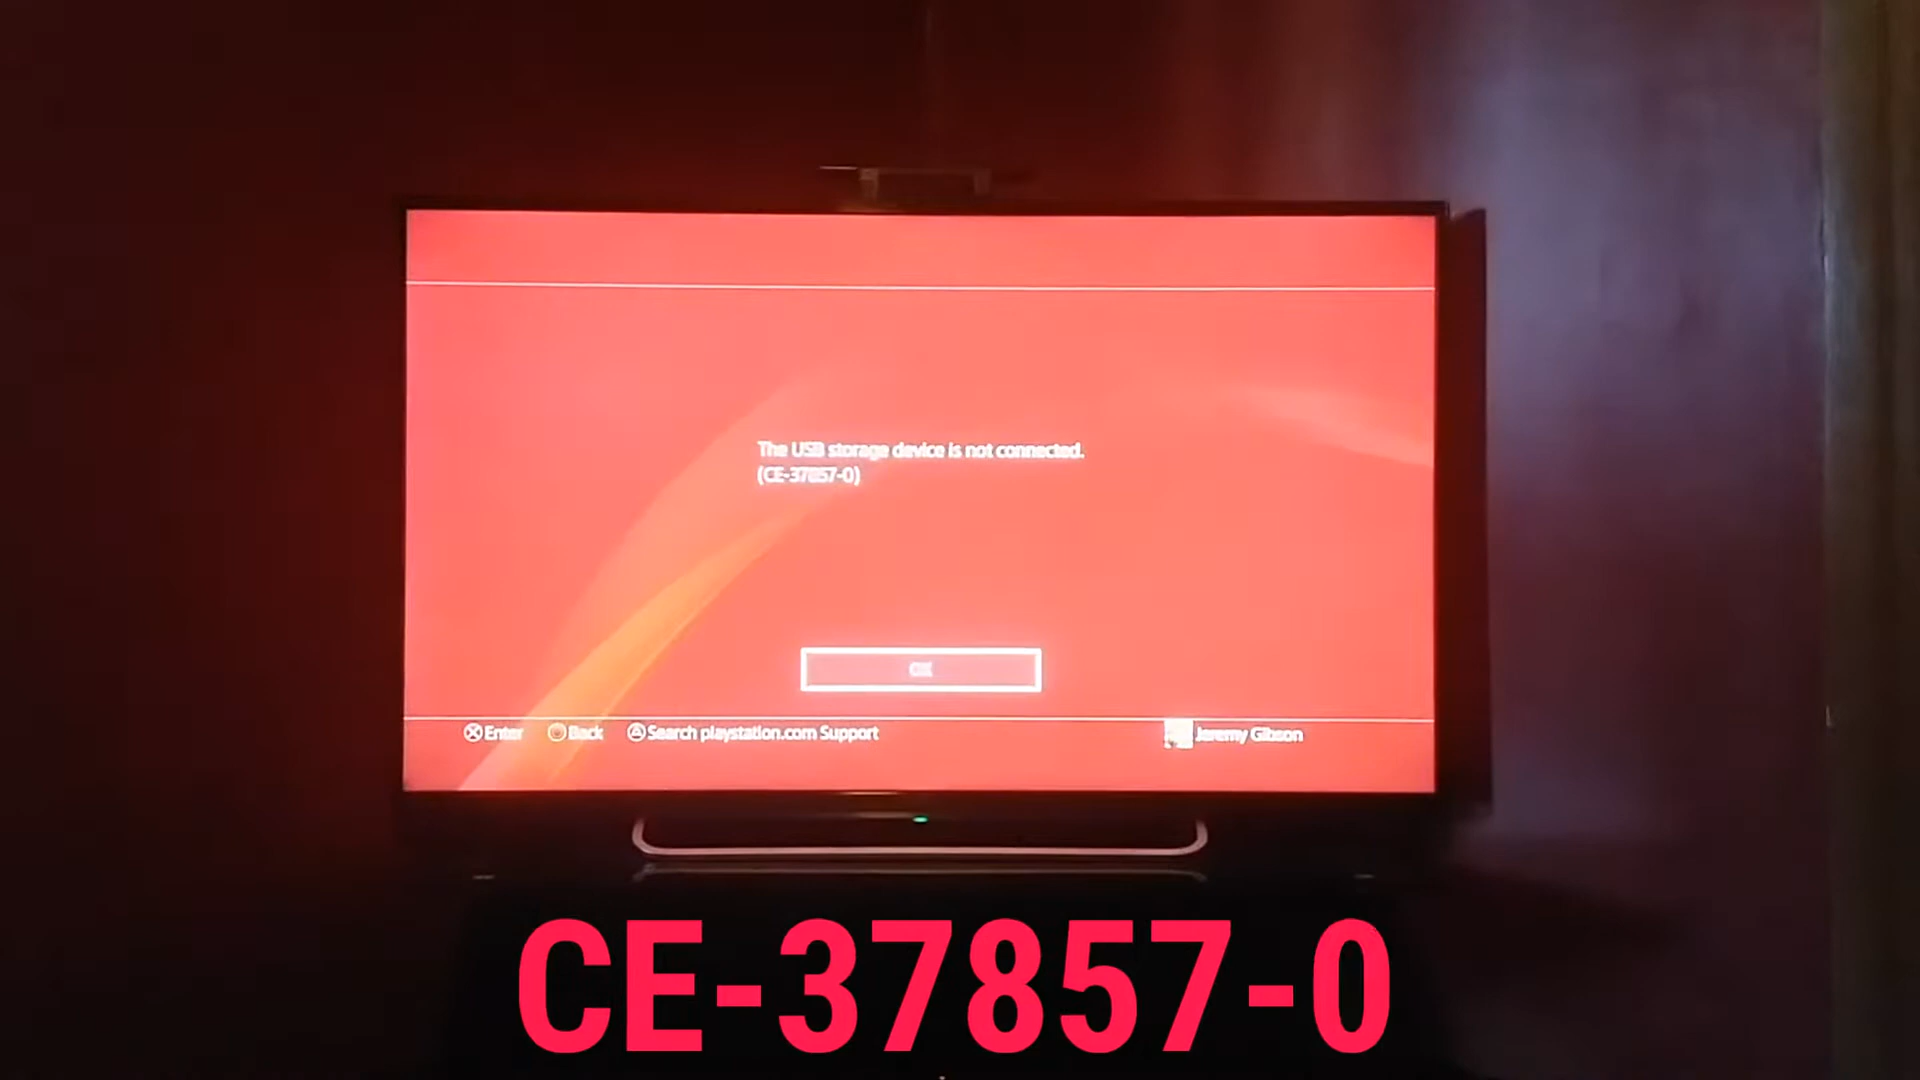 The USB storage device is not connected.
(CE-37857-0)
OK
Enter Back Search playstation.com Support Jeremy Gibson
CE-37857-0